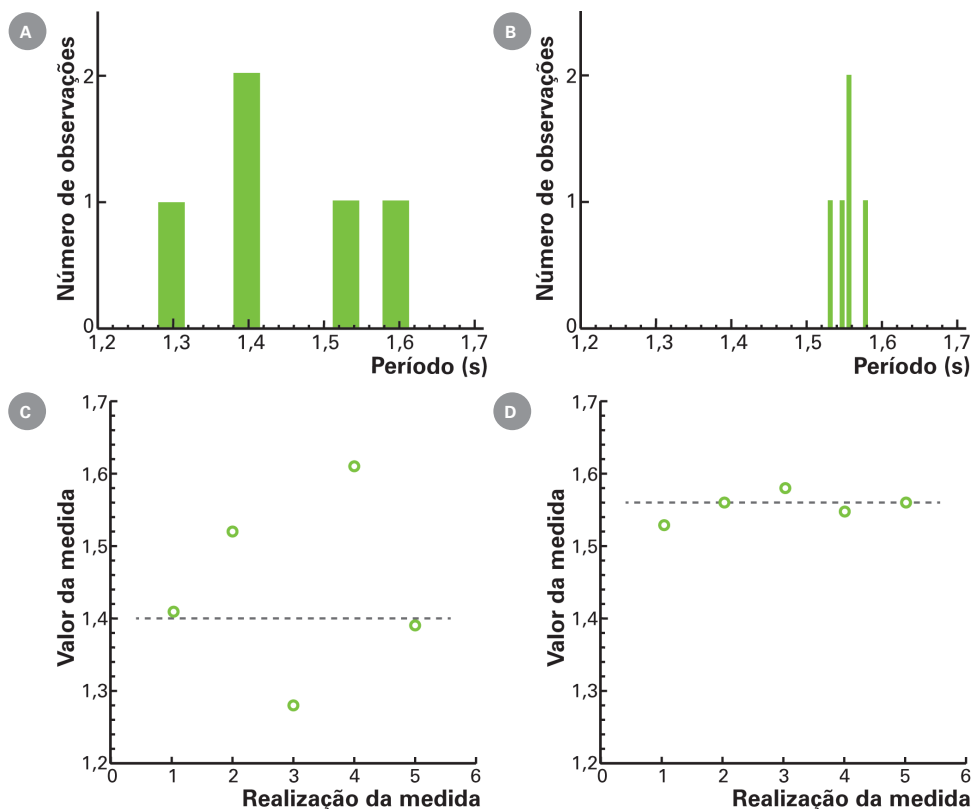 A
Número de observações
2
1
0
1,2 1,3 1,4 1,5 1,6 1,7
Período (s)
B
Número de observações
2
1
0
1,2 1,3 1,4 1,5 1,6 1,7
Período (s)
C
Valor da medida
1,7
1,6
1,5
1,4
1,3
1,2
0 1 2 3 4 5 6
Realização da medida
D
Valor da medida
1,7
1,6
1,5
1,4
1,3
1,2
0 1 2 3 4 5 6
Realização da medida